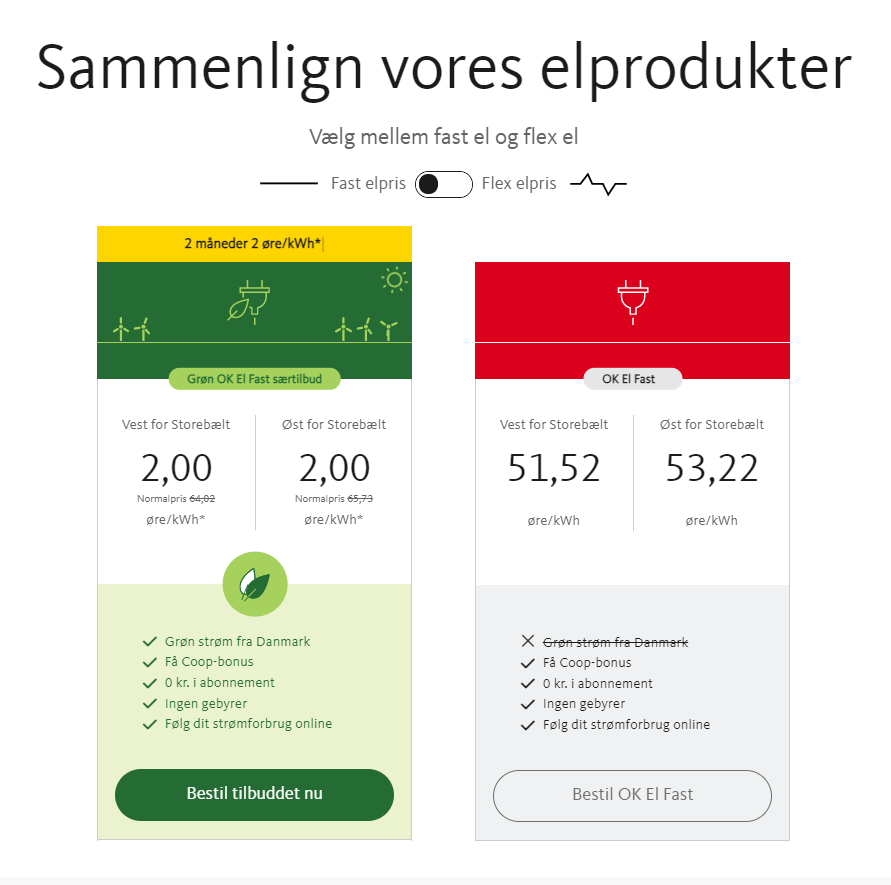 Sammenlign vores elprodukter
Vælg mellem fast el og flex el
Fast elpris Flex elpris
2 måneder 2 øre/kWh*
Grøn OK El Fast særtilbud
Vest for Storebælt Øst for Storebælt
2,00 2,00
Normalpris 64,02 Normalpris 65,73
øre/kWh* øre/kWh*
Grøn strøm fra Danmark
Få Coop-bonus
0 kr. i abonnement
Ingen gebyrer
Følg dit strømforbrug online
Bestil tilbuddet nu
OK El Fast
Vest for Storebælt Øst for Storebælt
51,52 53,22
øre/kWh øre/kWh
Grøn strøm fra Danmark
Få Coop-bonus
0 kr. i abonnement
Ingen gebyrer
Følg dit strømforbrug online
Bestil OK El Fast